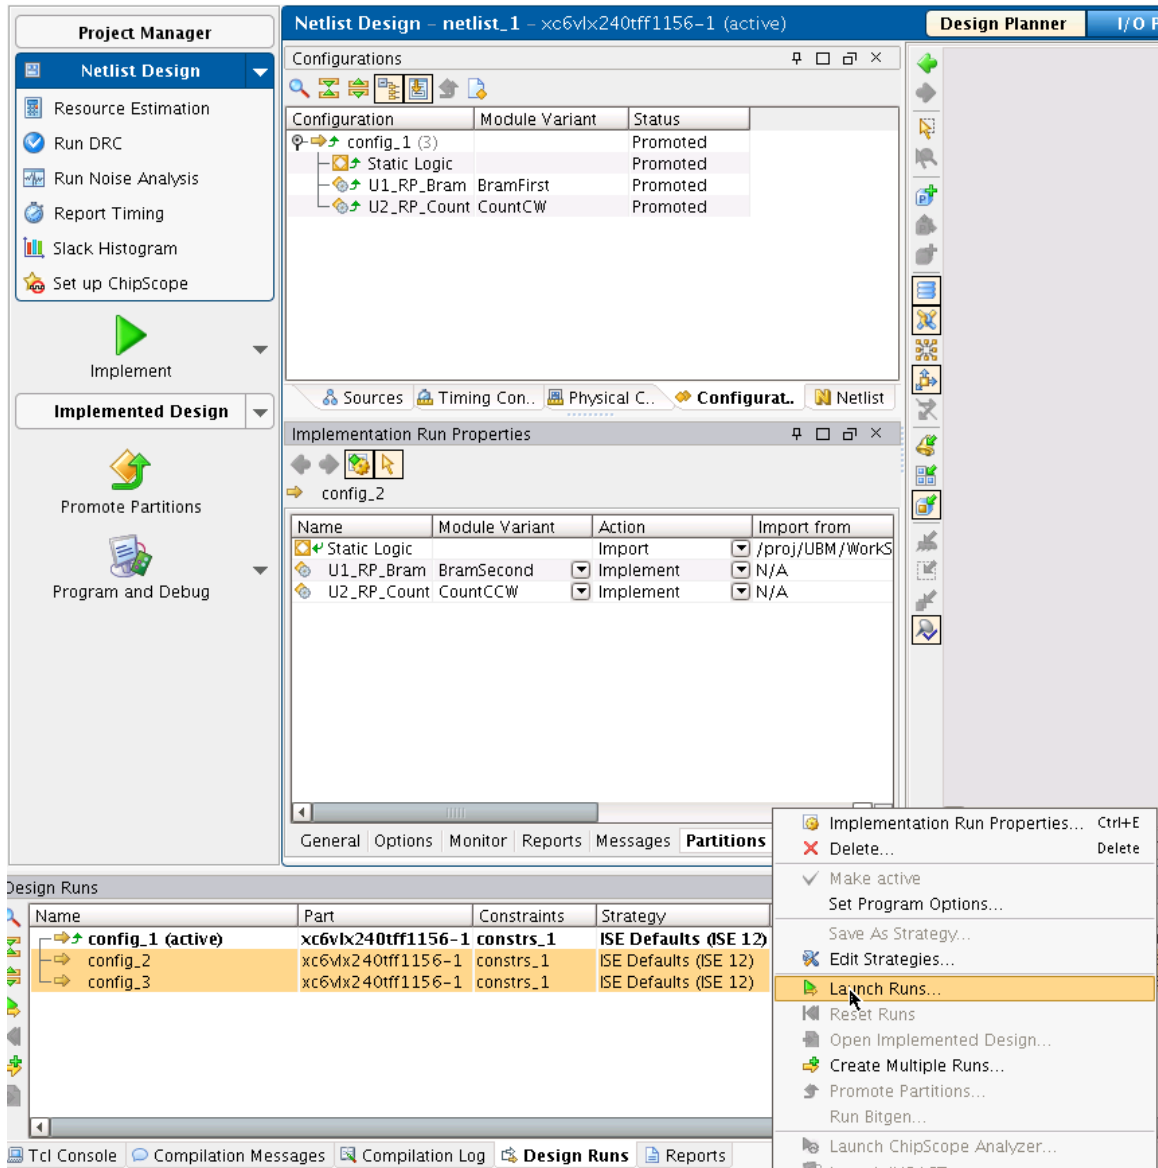 Project Manager
Netlist Design
Resource Estimation
Run DRC
Run Noise Analysis
Report Timing
Slack Histogram
Set up ChipScope
Implement
Implemented Design
Promote Partitions
Program and Debug
Netlist Design - netlist_1 - xc6vlx240tff1156-1 (active)
Design Planner
I/O
Configurations
Configuration Module Variant Status
config_1 (3) Promoted
Static Logic Promoted
U1_RP_Bram BramFirst Promoted
U2_RP_Count CountCW Promoted
Sources Timing Con.. Physical C.. Configurat.. Netlist
Implementation Run Properties
config_2
Name Module Variant Action Import from
Static Logic Import /proj/UBM/WorkS
U1_RP_Bram BramSecond Implement N/A
U2_RP_Count CountCCW Implement N/A
General Options Monitor Reports Messages Partitions
Design Runs
Name Part Constraints Strategy
config_1 (active) xc6vlx240tff1156-1 constrs_1 ISE Defaults (ISE 12)
config_2 xc6vlx240tff1156-1 constrs_1 ISE Defaults (ISE 12)
config_3 xc6vlx240tff1156-1 constrs_1 ISE Defaults (ISE 12)
Tcl Console Compilation Messages Compilation Log Design Runs Reports
Implementation Run Properties... Ctrl+E
Delete... Delete
Make active
Set Program Options...
Save As Strategy...
Edit Strategies...
Launch Runs...
Reset Runs
Open Implemented Design...
Create Multiple Runs...
Promote Partitions...
Run Bitgen...
Launch ChipScope Analyzer...